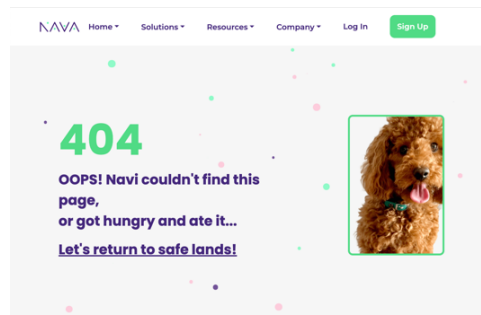 NAVA Home Solutions Resources Company Log In Sign Up
404
OOPS! Navi couldn't find this
page,
or got hungry and ate it...
Let's return to safe lands!